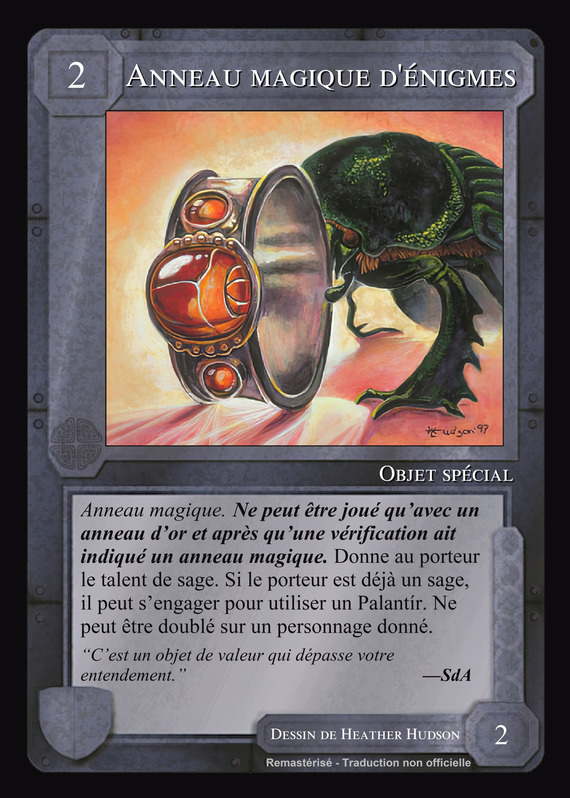 2
Anneau magique d'énigmes
Hudson '97
Objet spécial
Anneau magique. Ne peut être joué qu’avec un
anneau d’or et après qu’une vérification ait
indiqué un anneau magique. Donne au porteur
le talent de sage. Si le porteur est déjà un sage,
il peut s’engager pour utiliser un Palantír. Ne
peut être doublé sur un personnage donné.
“C’est un objet de valeur qui dépasse votre
entendement.” —SdA
Dessin de Heather Hudson
2
Remastérisé - Traduction non officielle